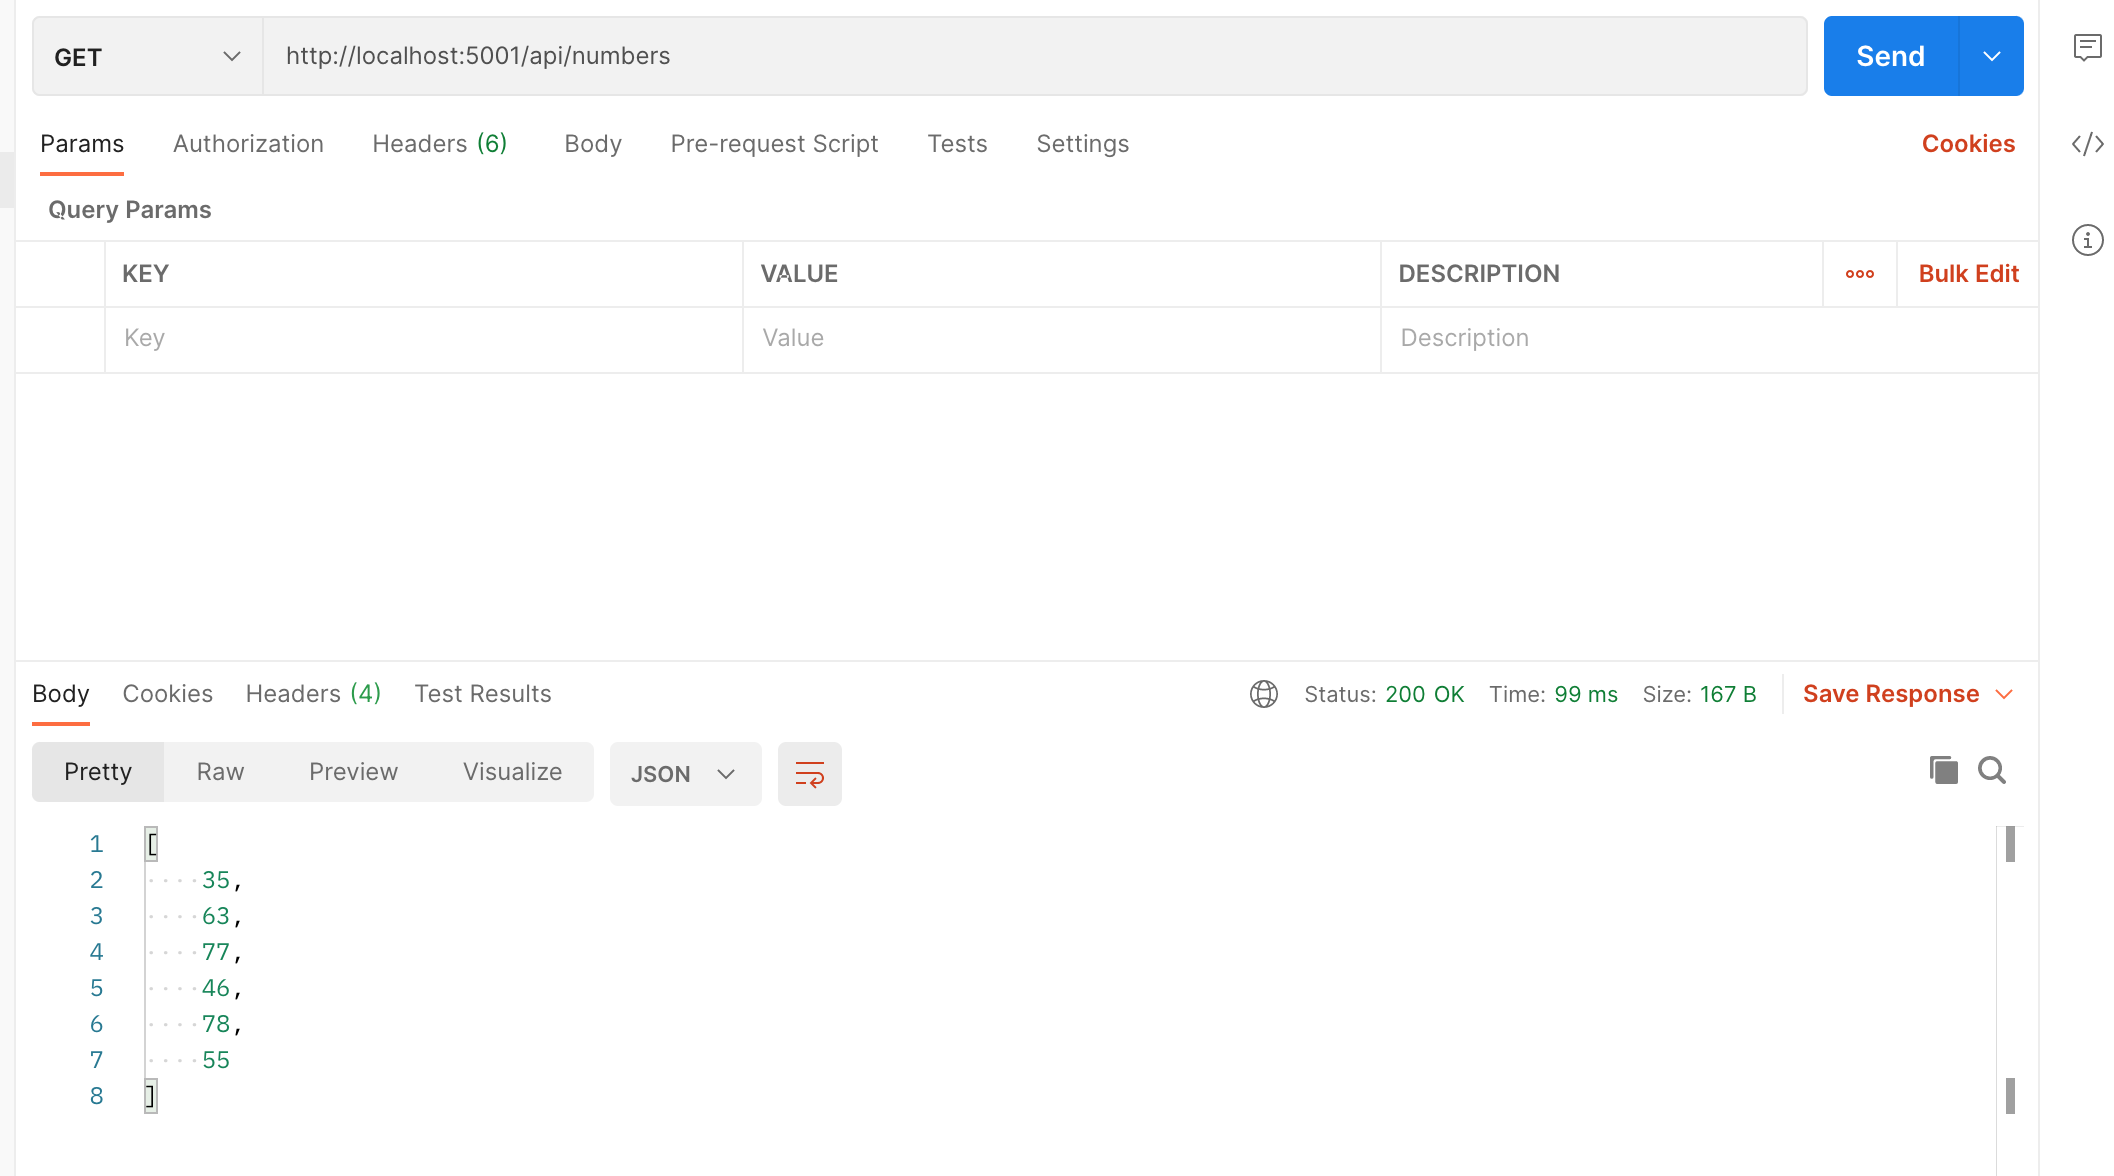 GET http://localhost:5001/api/numbers Send
Params Authorization Headers (6) Body Pre-request Script Tests Settings Cookies
Query Params
KEY VALUE DESCRIPTION Bulk Edit
Key Value Description
Body Cookies Headers (4) Test Results Status: 200 OK Time: 99 ms Size: 167 B Save Response
Pretty Raw Preview Visualize JSON
1 [
2 35,
3 63,
4 77,
5 46,
6 78,
7 55
8 ]